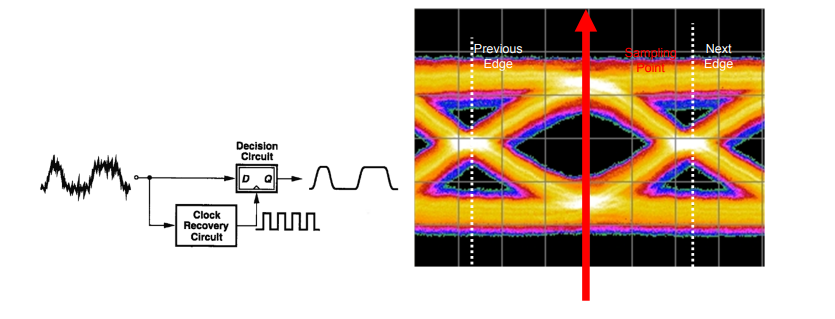 Decision
Circuit
D Q
Clock
Recovery
Circuit
Previous
Edge
Sampling
Point
Next
Edge